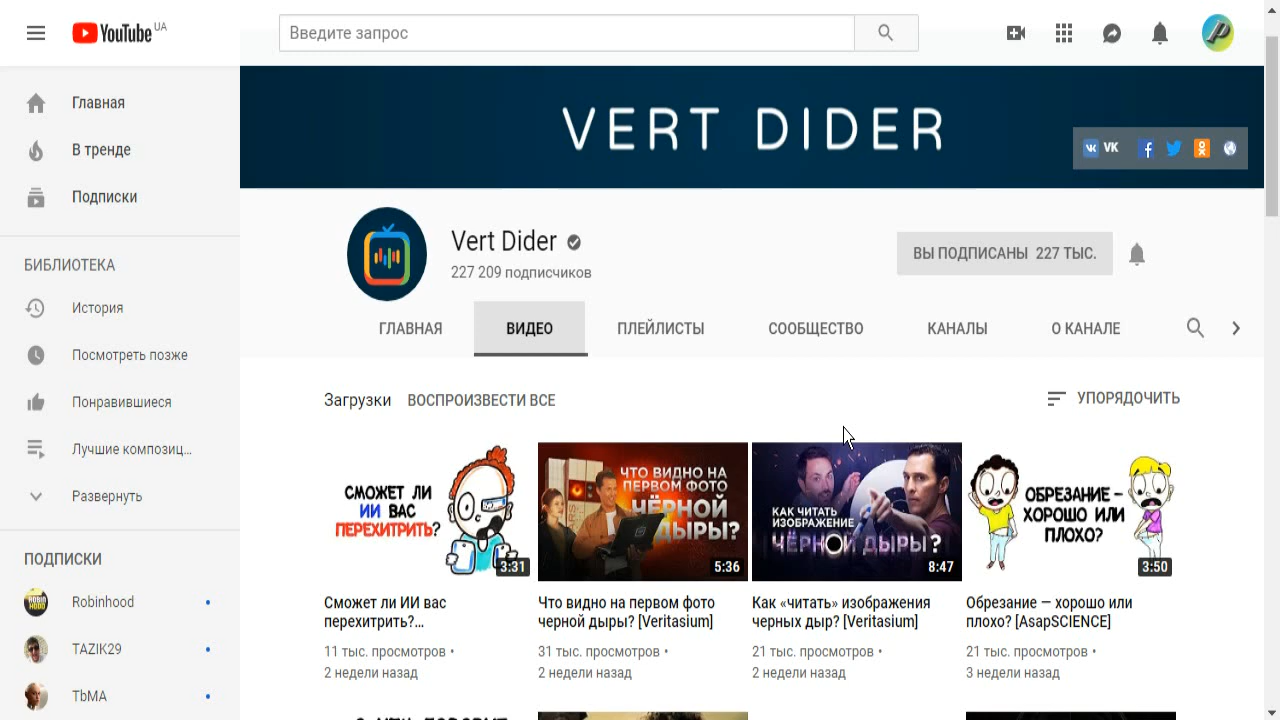 YouTube UA
Введите запрос
Главная
В тренде
Подписки
БИБЛИОТЕКА
История
Посмотреть позже
Понравившиеся
Лучшие композиц...
Развернуть
ПОДПИСКИ
Robinhood
TAZIK29
TbMA
VERT DIDER
VK
Vert Dider
227 209 подписчиков
ВЫ ПОДПИСАНЫ 227 ТЫС.
ГЛАВНАЯ
ВИДЕО
ПЛЕЙЛИСТЫ
СООБЩЕСТВО
КАНАЛЫ
О КАНАЛЕ
Загрузки
ВОСПРОИЗВЕСТИ ВСЕ
УПОРЯДОЧИТЬ
СМОЖЕТ ЛИ
ИИ ВАС
ПЕРЕХИТРИТЬ?
3:31
Сможет ли ИИ вас
перехитрить?...
11 тыс. просмотров •
2 недели назад
ЧТО ВИДНО НА
ПЕРВОМ ФОТО
ЧЁРНОЙ
ДЫРЫ?
5:36
Что видно на первом фото
черной дыры? [Veritasium]
31 тыс. просмотров •
2 недели назад
КАК ЧИТАТЬ
ИЗОБРАЖЕНИЕ
ЧЁРНОЙ ДЫРЫ?
8:47
Как «читать» изображения
черных дыр? [Veritasium]
21 тыс. просмотров •
2 недели назад
ОБРЕЗАНИЕ –
ХОРОШО ИЛИ
ПЛОХО?
3:50
Обрезание — хорошо или
плохо? [AsapSCIENCE]
21 тыс. просмотров •
3 недели назад